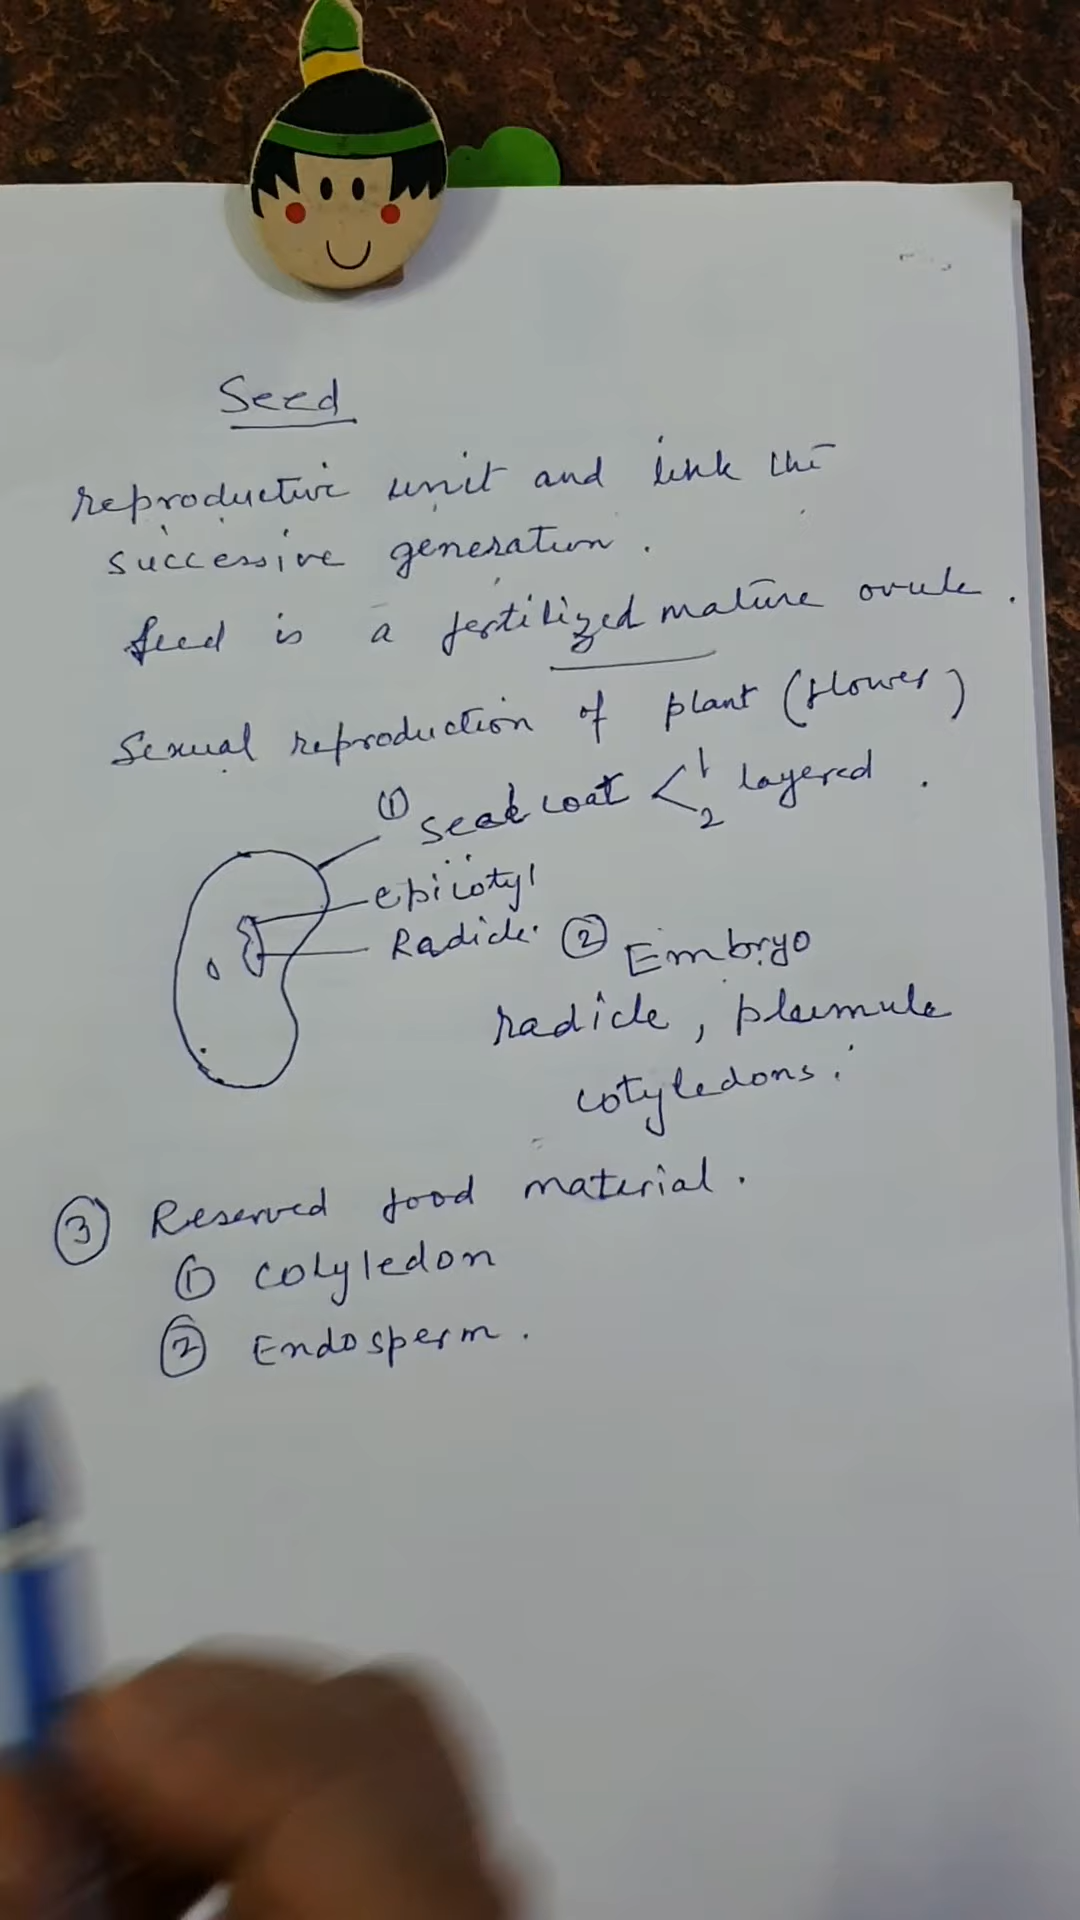 Seed
reproductive unit and link the
successive generation.
Seed is a fertilized mature ovule.
Sexual reproduction of plant (flower)
① Seed coat < 1 2 layered.
epicotyl
Radicle. ② Embryo
radicle, plumule
cotyledons.
③ Reserved food material.
① Cotyledon
② Endosperm.